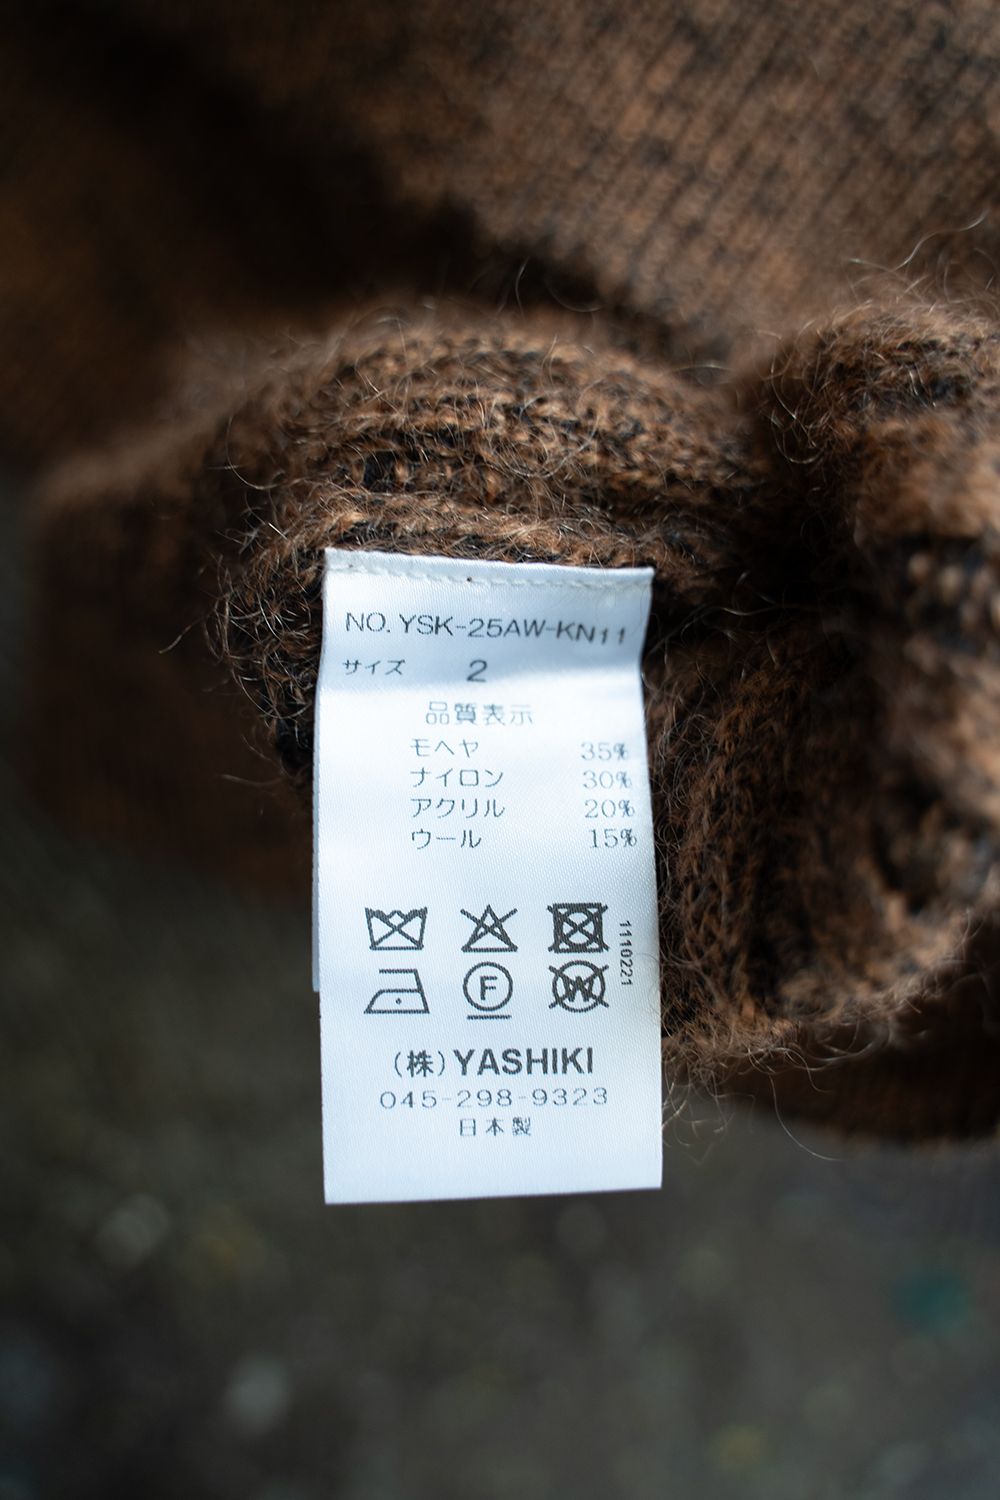 NO. YSK-25AW-KN11
サイズ 2
品質表示
モヘヤ 35%
ナイロン 30%
アクリル 20%
ウール 15%
1110221
F
W
(株)YASHIKI
045-298-9323
日本製